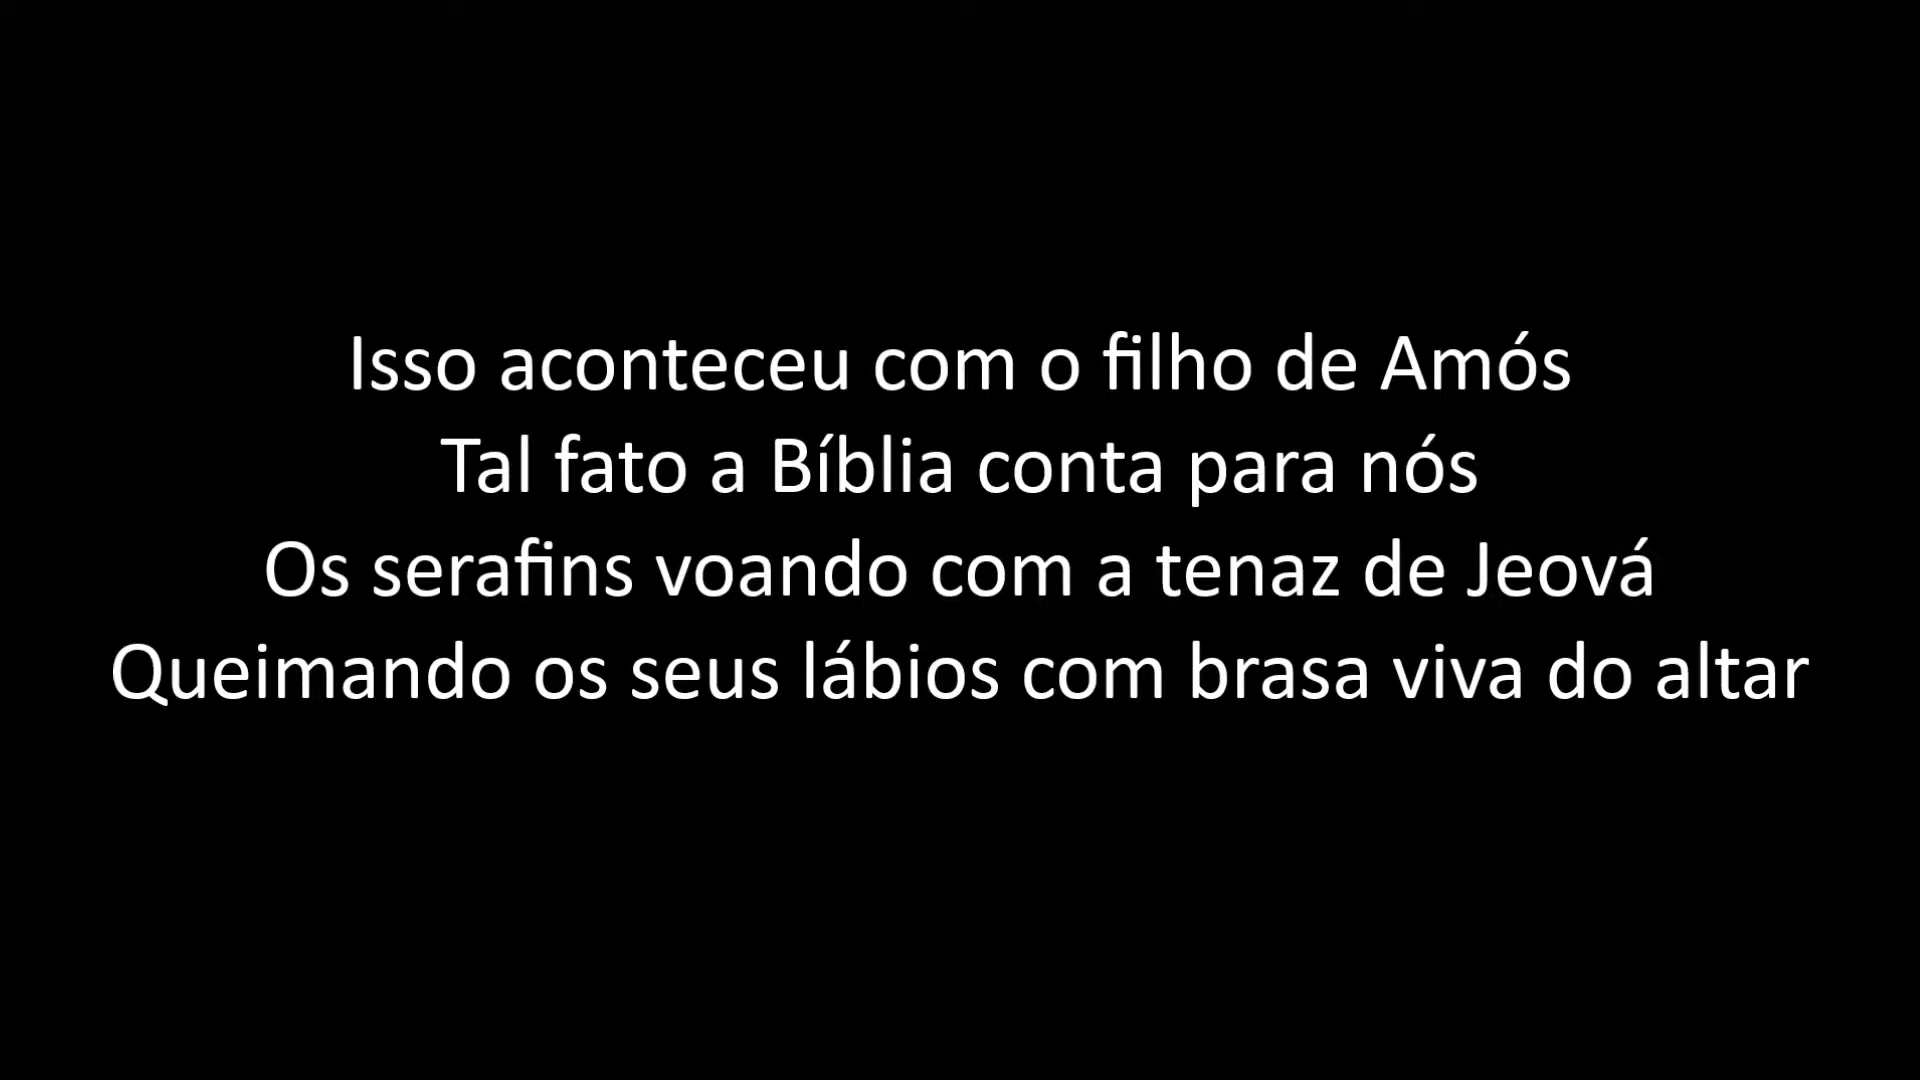 Isso aconteceu com o filho de Amós
Tal fato a Bíblia conta para nós
Os serafins voando com a tenaz de Jeová
Queimando os seus lábios com brasa viva do altar